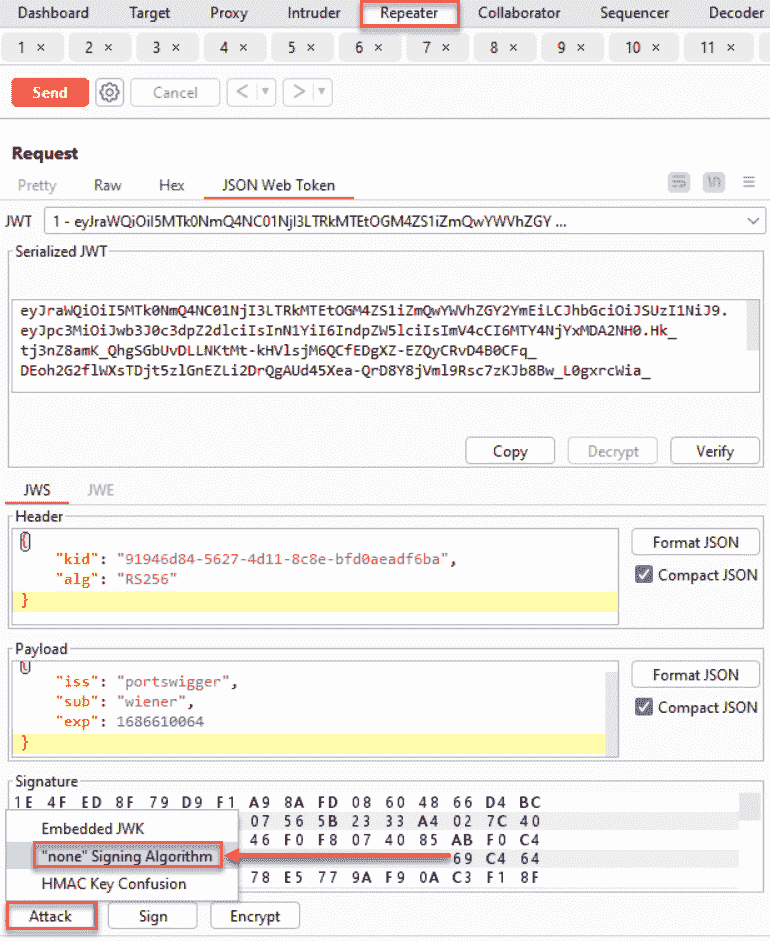 Dashboard Target Proxy Intruder Repeater Collaborator Sequencer Decoder
1 × 2 × 3 × 4 × 5 × 6 × 7 × 8 × 9 × 10 × 11 ×
Send Cancel < >
Request
Pretty Raw Hex JSON Web Token
JWT 1 - eyJraWQiOiI5MTk0NmQ4NC01NjI3LTRkMTEtOGM4ZS1iZmQwYWVhZGY ...
Serialized JWT
eyJraWQiOiI5MTk0NmQ4NC01NjI3LTRkMTEtOGM4ZS1iZmQwYWVhZGY2YmEiLCJhbGciOiJSUzI1NiJ9.
eyJpc3MiOiJwb3J0c3dpZ2dlciIsInN1YiI6IndpZW5lciIsImV4cCI6MTY4NjYxMDA2NH0.Hk_
tj3nZ8amK_QhgSGbUvDLLNKtMt-kHVlsjM6QCfEDgXZ-EZQyCRvD4B0CFq_
DEoh2G2flWXsTDjt5zlGnEZLi2DrQgAUd45Xea-QrD8Y8jVml9Rsc7zKJb8Bw_L0gxrcWia_
Copy Decrypt Verify
JWS JWE
Header
{
"kid": "91946d84-5627-4d11-8c8e-bfd0aeadf6ba",
"alg": "RS256"
}
Format JSON
Compact JSON
Payload
{
"iss": "portswigger",
"sub": "wiener",
"exp": 1686610064
}
Format JSON
Compact JSON
Signature
1E 4F ED 8F 79 D9 F1 A9 8A FD 08 60 48 66 D4 BC
07 56 5B 23 33 A4 02 7C 40
46 F0 F8 07 40 85 AB F0 C4
69 C4 64
78 E5 77 9A F9 0A C3 F1 8F
Embedded JWK
"none" Signing Algorithm
HMAC Key Confusion
Attack Sign Encrypt